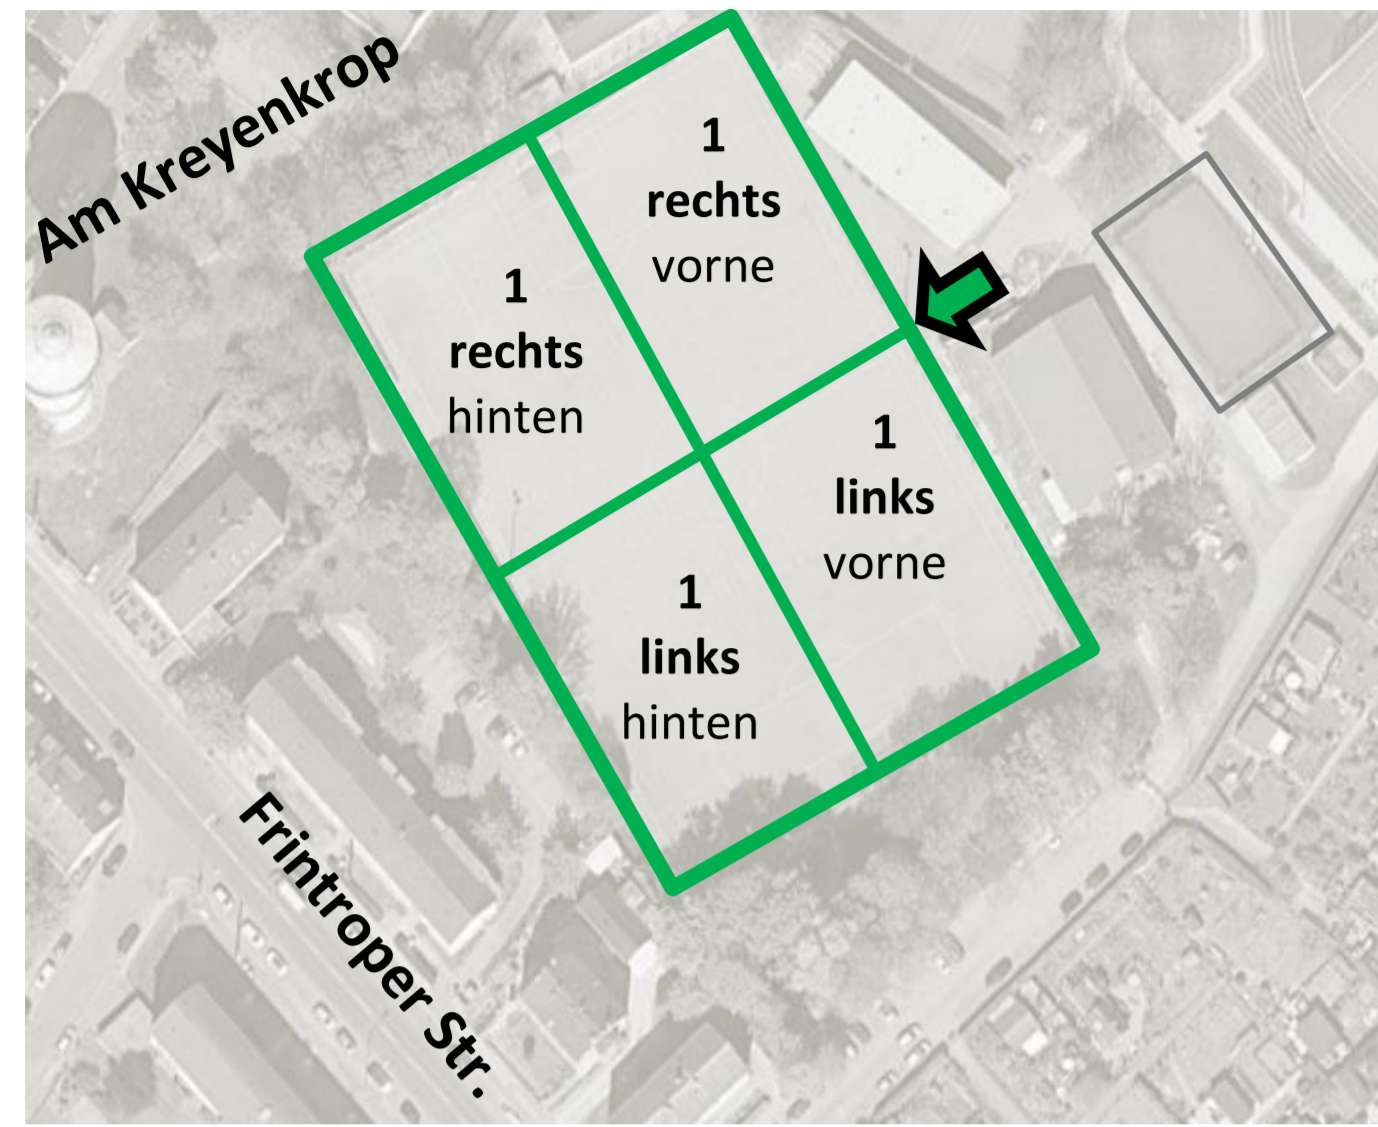 Am Kreyenkrop
1
rechts
vorne
1
rechts
hinten
1
links
vorne
1
links
hinten
Frintroper Str.